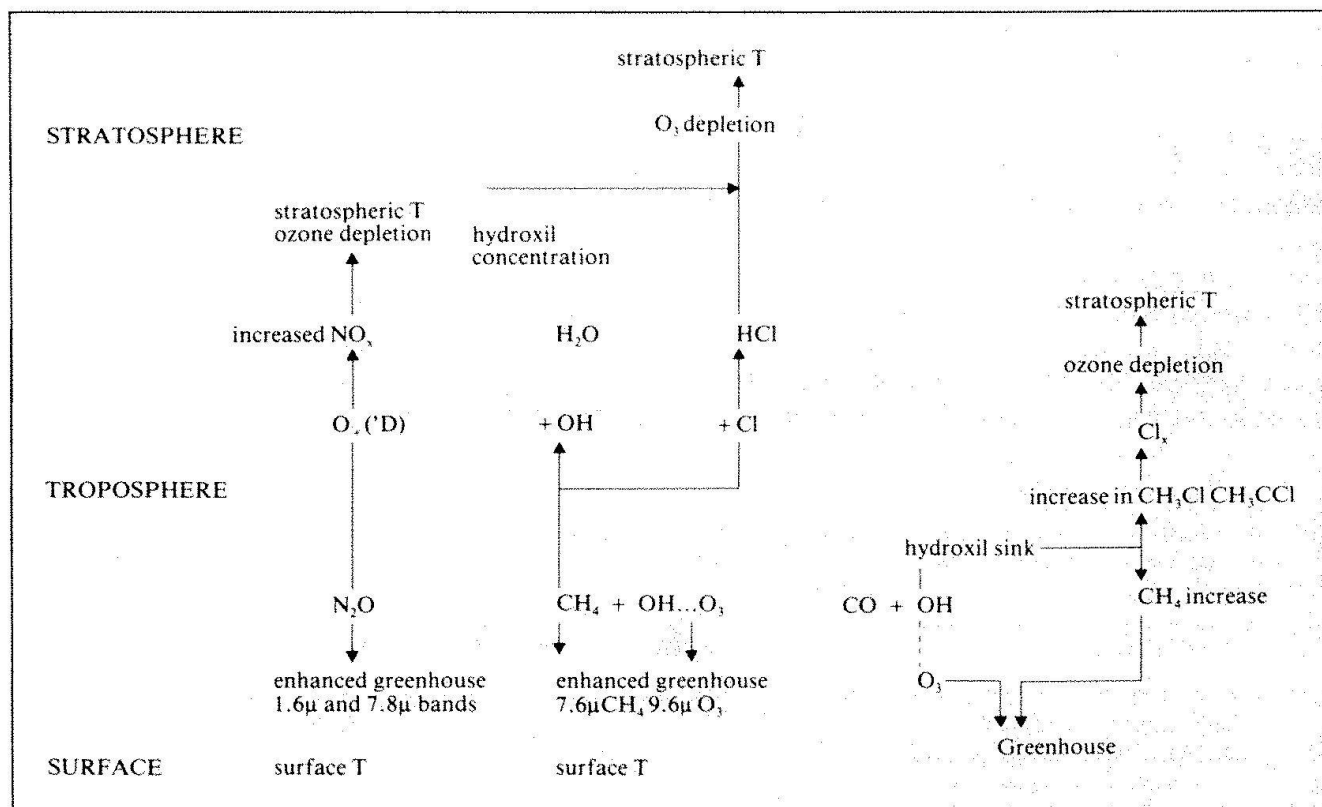 stratospheric T
O₃ depletion
STRATOSPHERE
stratospheric T
ozone depletion
hydroxil
concentration
stratospheric T
increased NOₓ
H₂O
HCl
ozone depletion
('D)
+ OH
+ Cl
Clₓ
TROPOSPHERE
increase in CH₃Cl CH₃CCl
hydroxil sink
N₂O
CH₄ + OH...O₃
CO + OH
CH₄ increase
enhanced greenhouse
1.6µ and 7.8µ bands
enhanced greenhouse
7.6µCH₄ 9.6µ O₃
O₃
Greenhouse
SURFACE
surface T
surface T